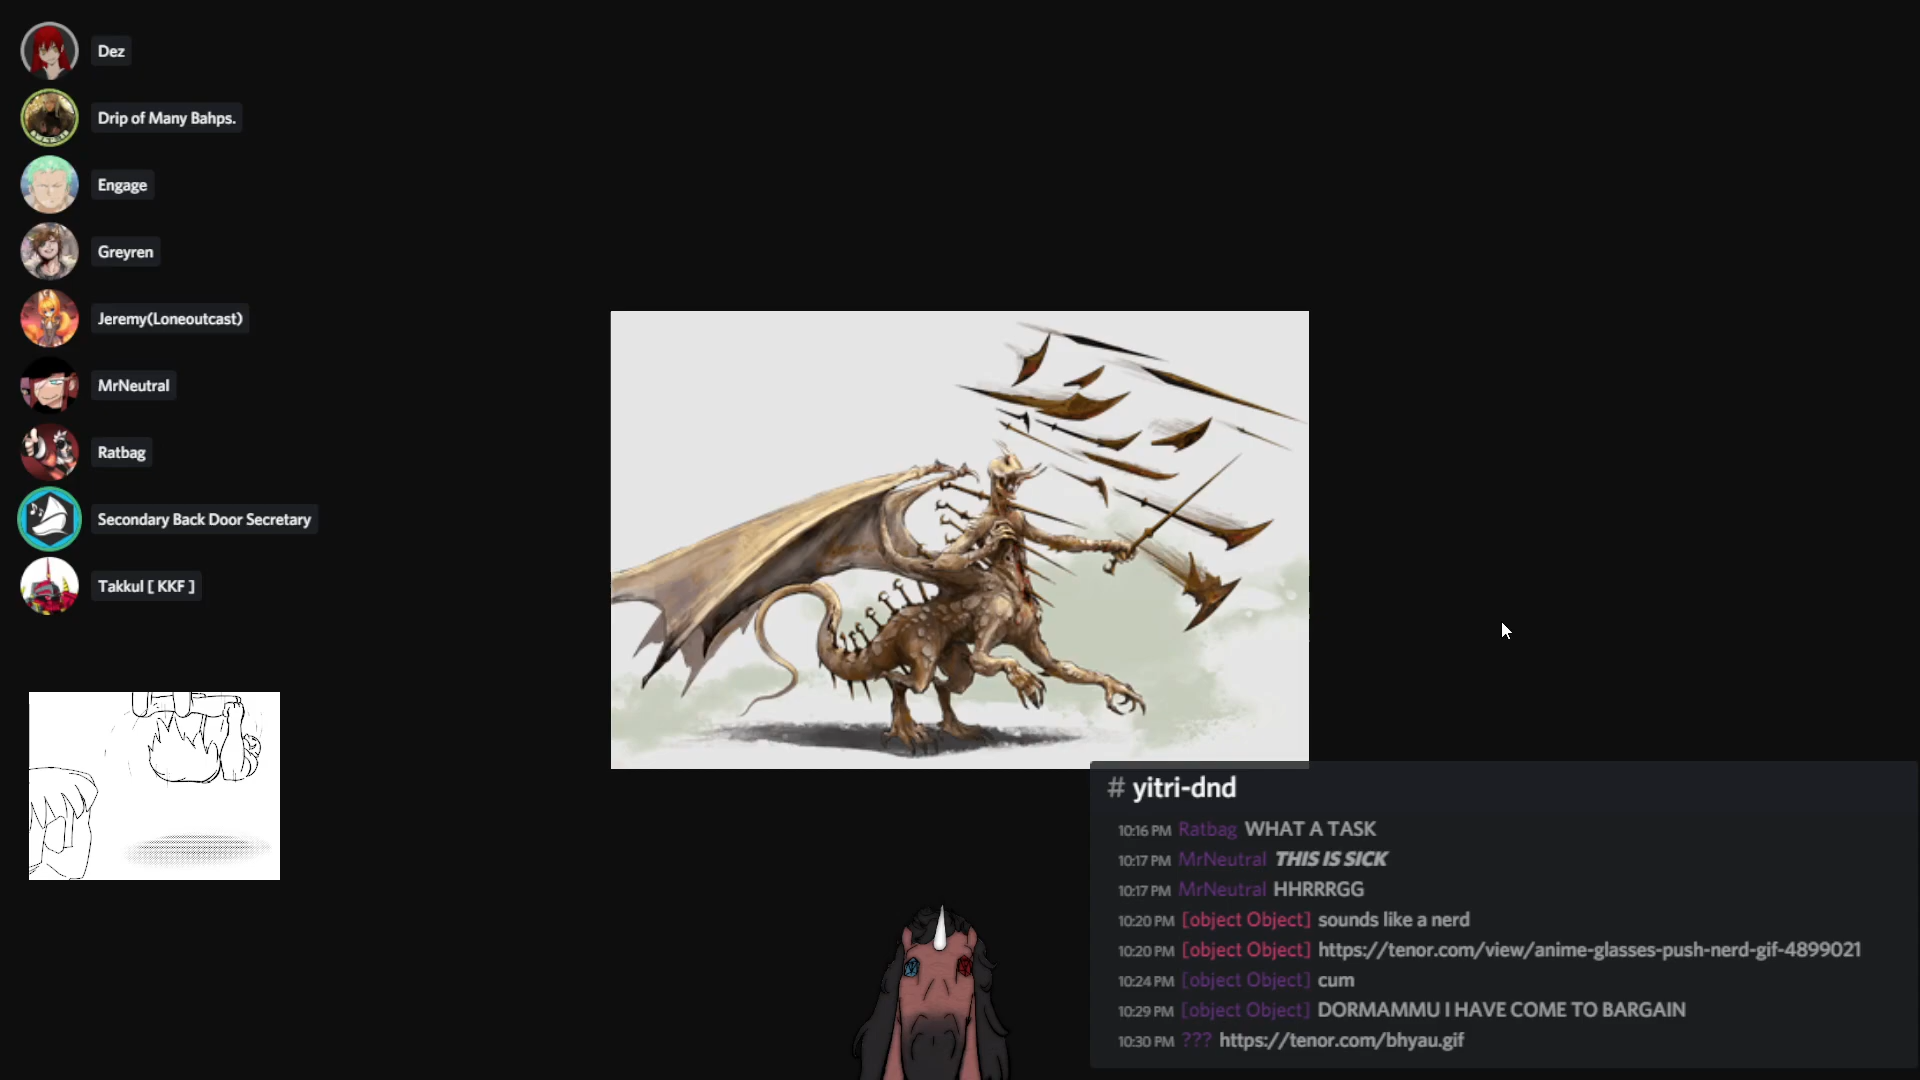 Dez
Drip of Many Bahps.
Engage
Greyren
Jeremy(Loneoutcast)
MrNeutral
Ratbag
Secondary Back Door Secretary
Takkul [ KKF ]
# yitri-dnd
10:16 PM Ratbag WHAT A TASK
10:17 PM MrNeutral THIS IS SICK
10:17 PM MrNeutral HHRRRGG
10:20 PM [object Object] sounds like a nerd
10:20 PM [object Object] https://tenor.com/view/anime-glasses-push-nerd-gif-4899021
10:24 PM [object Object] cum
10:29 PM [object Object] DORMAMMU I HAVE COME TO BARGAIN
10:30 PM ??? https://tenor.com/bhyau.gif